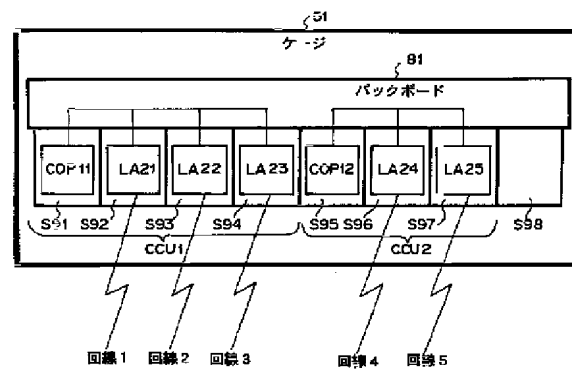 51
ケージ
81
バックボード
COP11 LA21 LA22 LA23 COP12 LA24 LA25
S91 S92 S93 S94 S95 S96 S97 S98
CCU1 CCU2
回線1 回線2 回線3 回線4 回線5